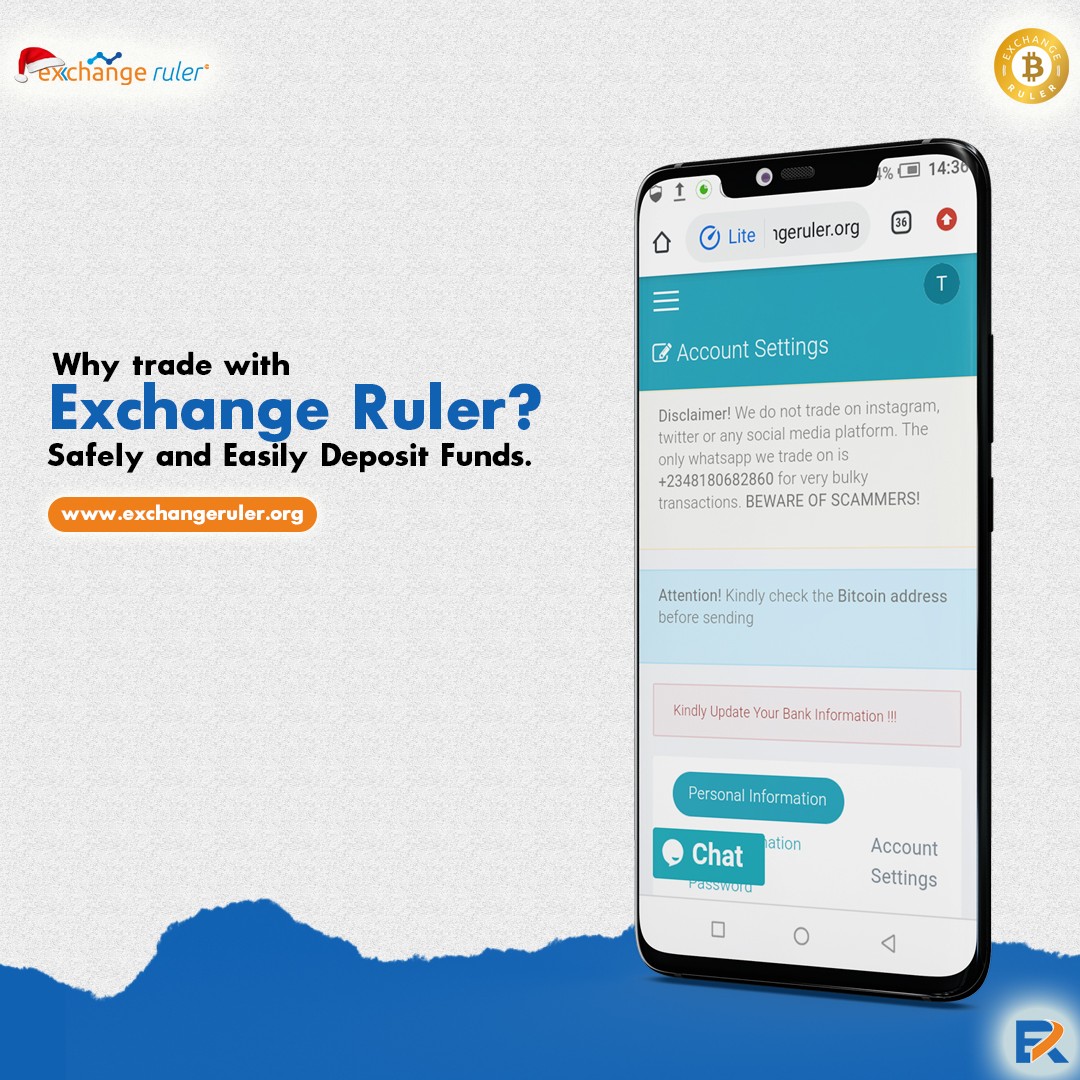 exchange ruler
EXCHANGE
B
RULER
4% 14:36
Lite
ngeruler.org
36
T
Account Settings
Why trade with
Exchange Ruler?
Safely and Easily Deposit Funds.
www.exchangeruler.org
Disclaimer! We do not trade on instagram,
twitter or any social media platform. The
only whatsapp we trade on is
+2348180682860 for very bulky
transactions. BEWARE OF SCAMMERS!
Attention! Kindly check the Bitcoin address
before sending
Kindly Update Your Bank Information !!!
Personal Information
mation
Chat
Password
Account
Settings
ER